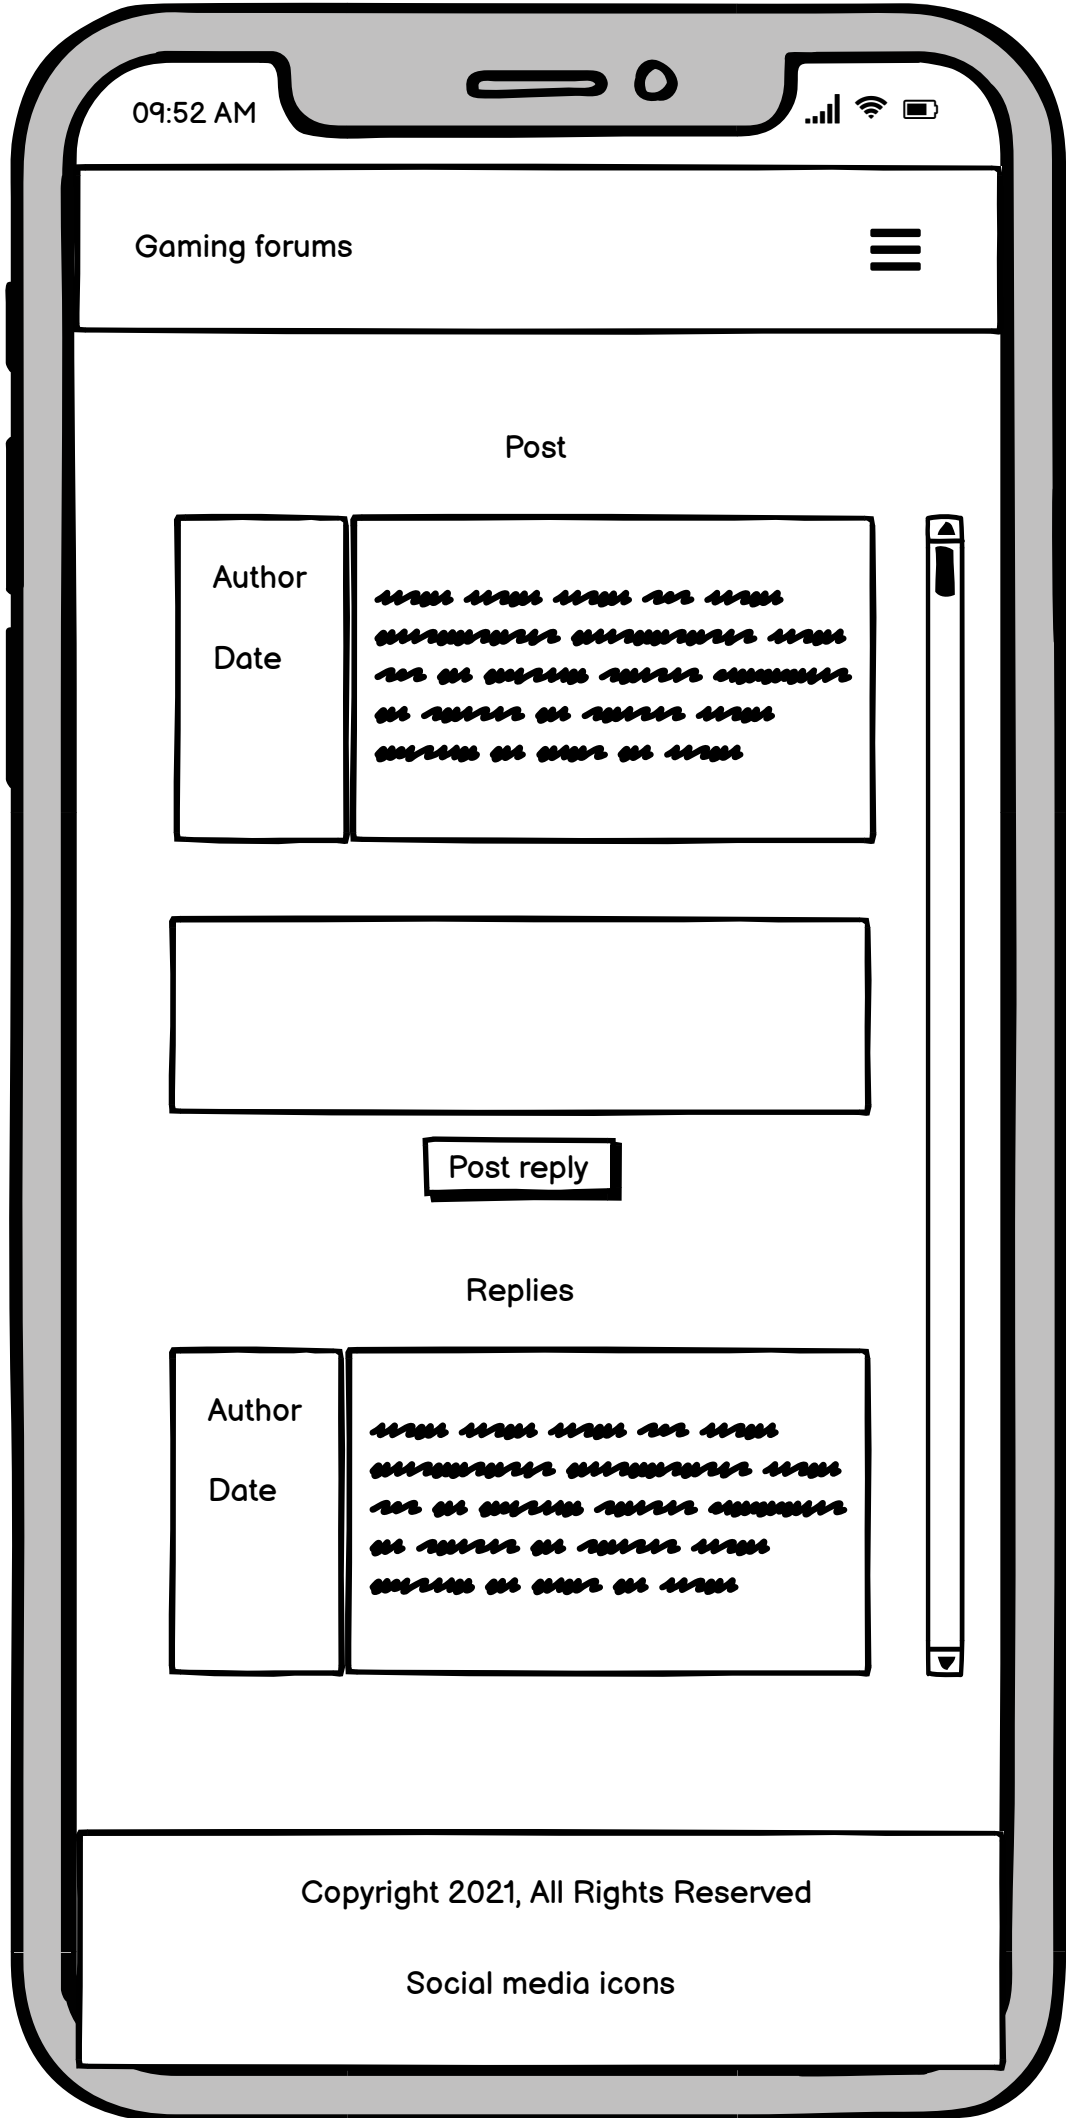 09:52 AM
Gaming forums
Post
Author
Date
Post reply
Replies
Author
Date
Copyright 2021, All Rights Reserved
Social media icons